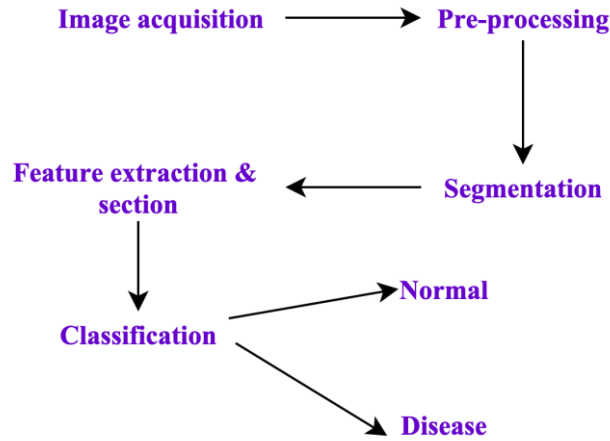 Image acquisition
Pre-processing
Segmentation
Feature extraction &
section
Classification
Normal
Disease